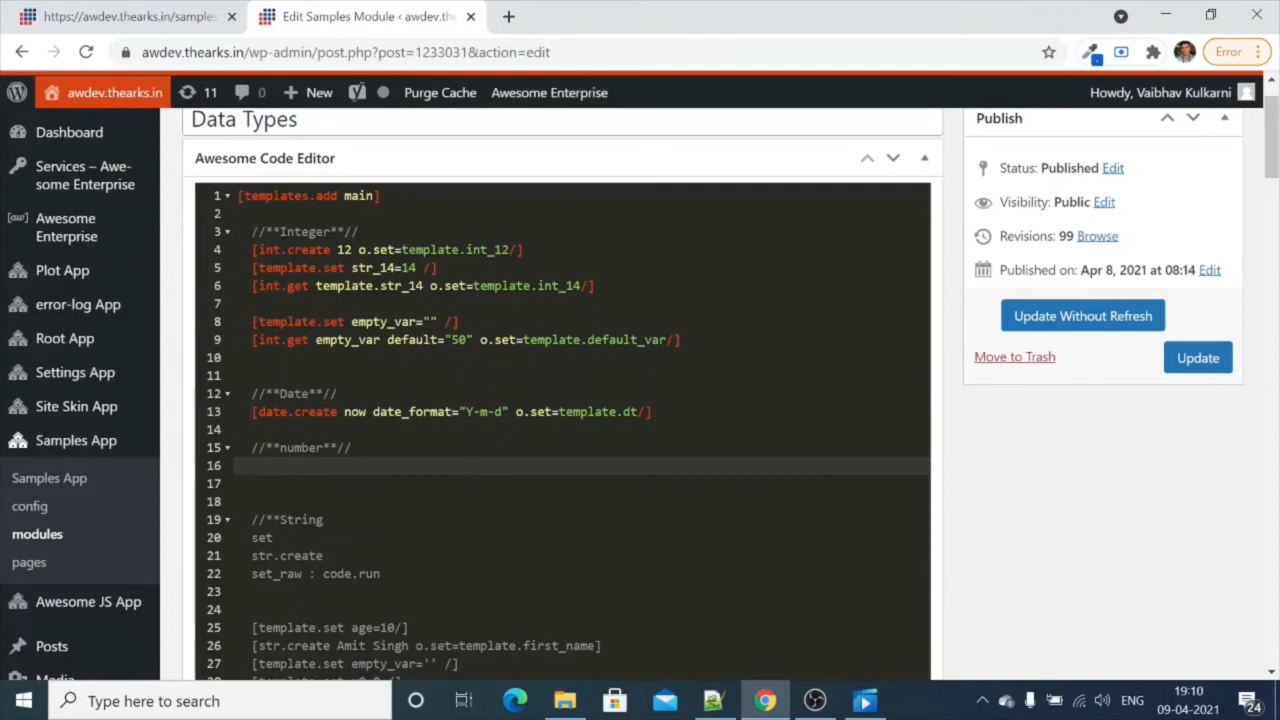 https://awdev.thearks.in/samples
Edit Samples Module ‹ awdev.the
awdev.thearks.in/wp-admin/post.php?post=1233031&action=edit
Error
awdev.thearks.in
11
0
New
Purge Cache
Awesome Enterprise
Howdy, Vaibhav Kulkarni
Dashboard
Services – Awe-
some Enterprise
[aw]
Awesome
Enterprise
Plot App
error-log App
Root App
Settings App
Site Skin App
Samples App
Samples App
config
modules
pages
Awesome JS App
Posts
Media
Data Types
Awesome Code Editor
1 [templates.add main]
2
3 //**Integer**//
4 [int.create 12 o.set=template.int_12/]
5 [template.set str_14=14 /]
6 [int.get template.str_14 o.set=template.int_14/]
7
8 [template.set empty_var="" /]
9 [int.get empty_var default="50" o.set=template.default_var/]
10
11
12 //**Date**//
13 [date.create now date_format="Y-m-d" o.set=template.dt/]
14
15 //**number**//
16
17
18
19 //**String
20 set
21 str.create
22 set_raw : code.run
23
24
25 [template.set age=10/]
26 [str.create Amit Singh o.set=template.first_name]
27 [template.set empty_var='' /]
Publish
Status: Published Edit
Visibility: Public Edit
Revisions: 99 Browse
Published on: Apr 8, 2021 at 08:14 Edit
Update Without Refresh
Move to Trash
Update
Type here to search
ENG
19:10
09-04-2021
24